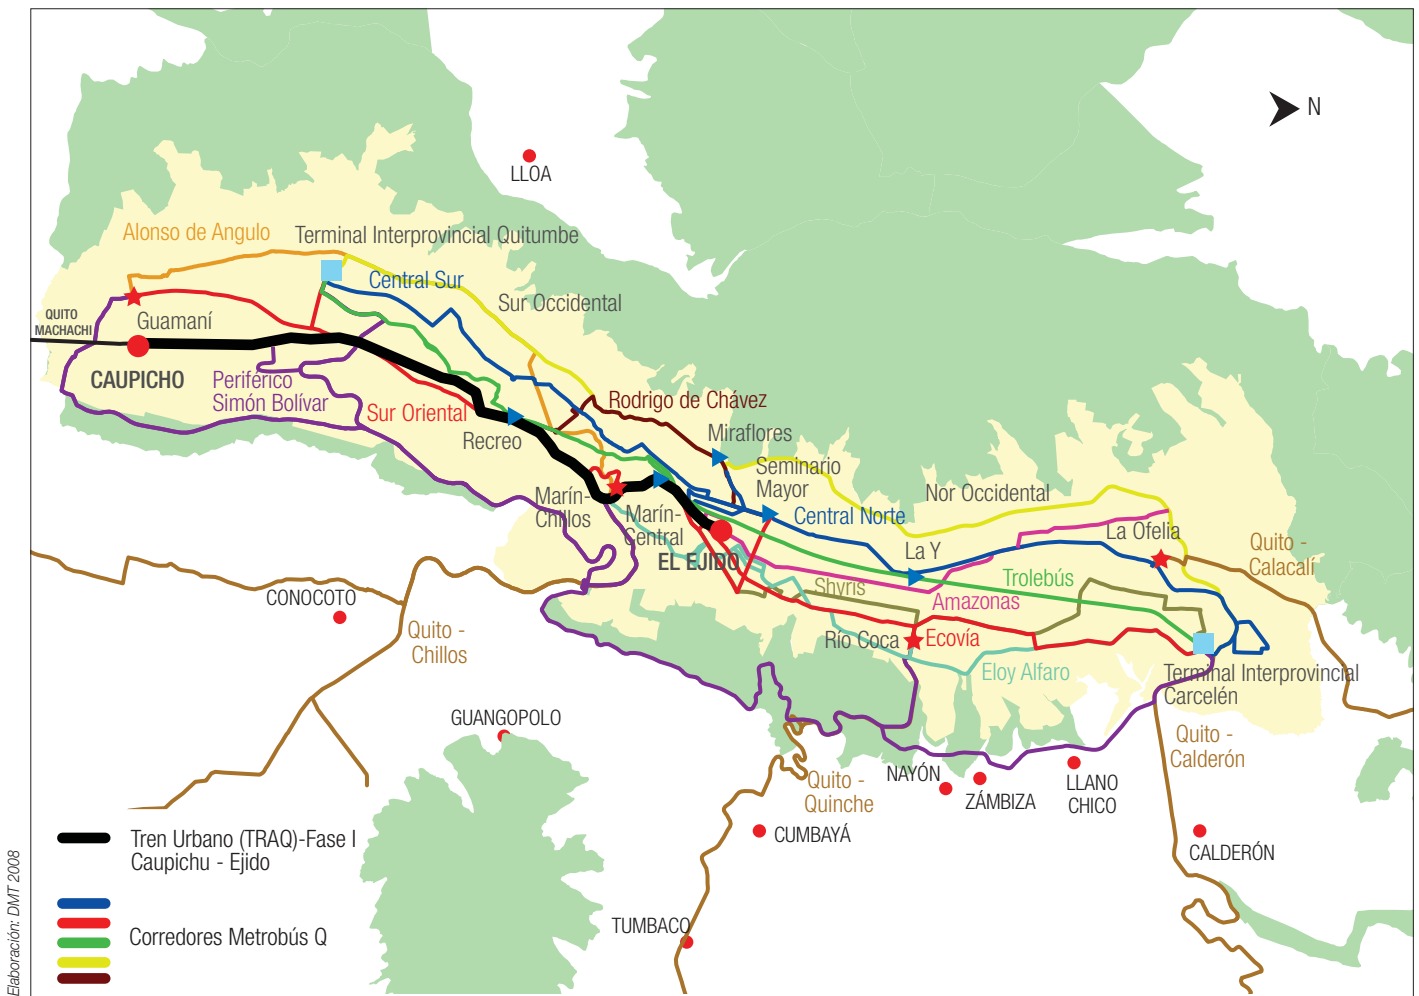 N
LLOA
Alonso de Angulo
Terminal Interprovincial Quitumbe
Central Sur
Sur Occidental
QUITO
MACHACHI
Guamaní
CAUPICHO
Periférico
Simón Bolívar
Sur Oriental
Recreo
Rodrigo de Chávez
Miraflores
Seminario
Mayor
Central Norte
Nor Occidental
Marín-
Chillos
Marín-
Central
EL EJIDO
La Y
La Ofelia
Quito -
Calacalí
Trolebús
Shyris
Amazonas
Río Coca
Ecovía
Eloy Alfaro
Terminal Interprovincial
Carcelén
CONOCOTO
Quito -
Chillos
GUANGOPOLO
Quito -
Quinche
NAYÓN
ZÁMBIZA
LLANO
CHICO
Quito -
Calderón
CUMBAYÁ
CALDERÓN
TUMBACO
Tren Urbano (TRAQ)-Fase I
Caupichu - Ejido
Corredores Metrobús Q
Elaboración: DMT 2008